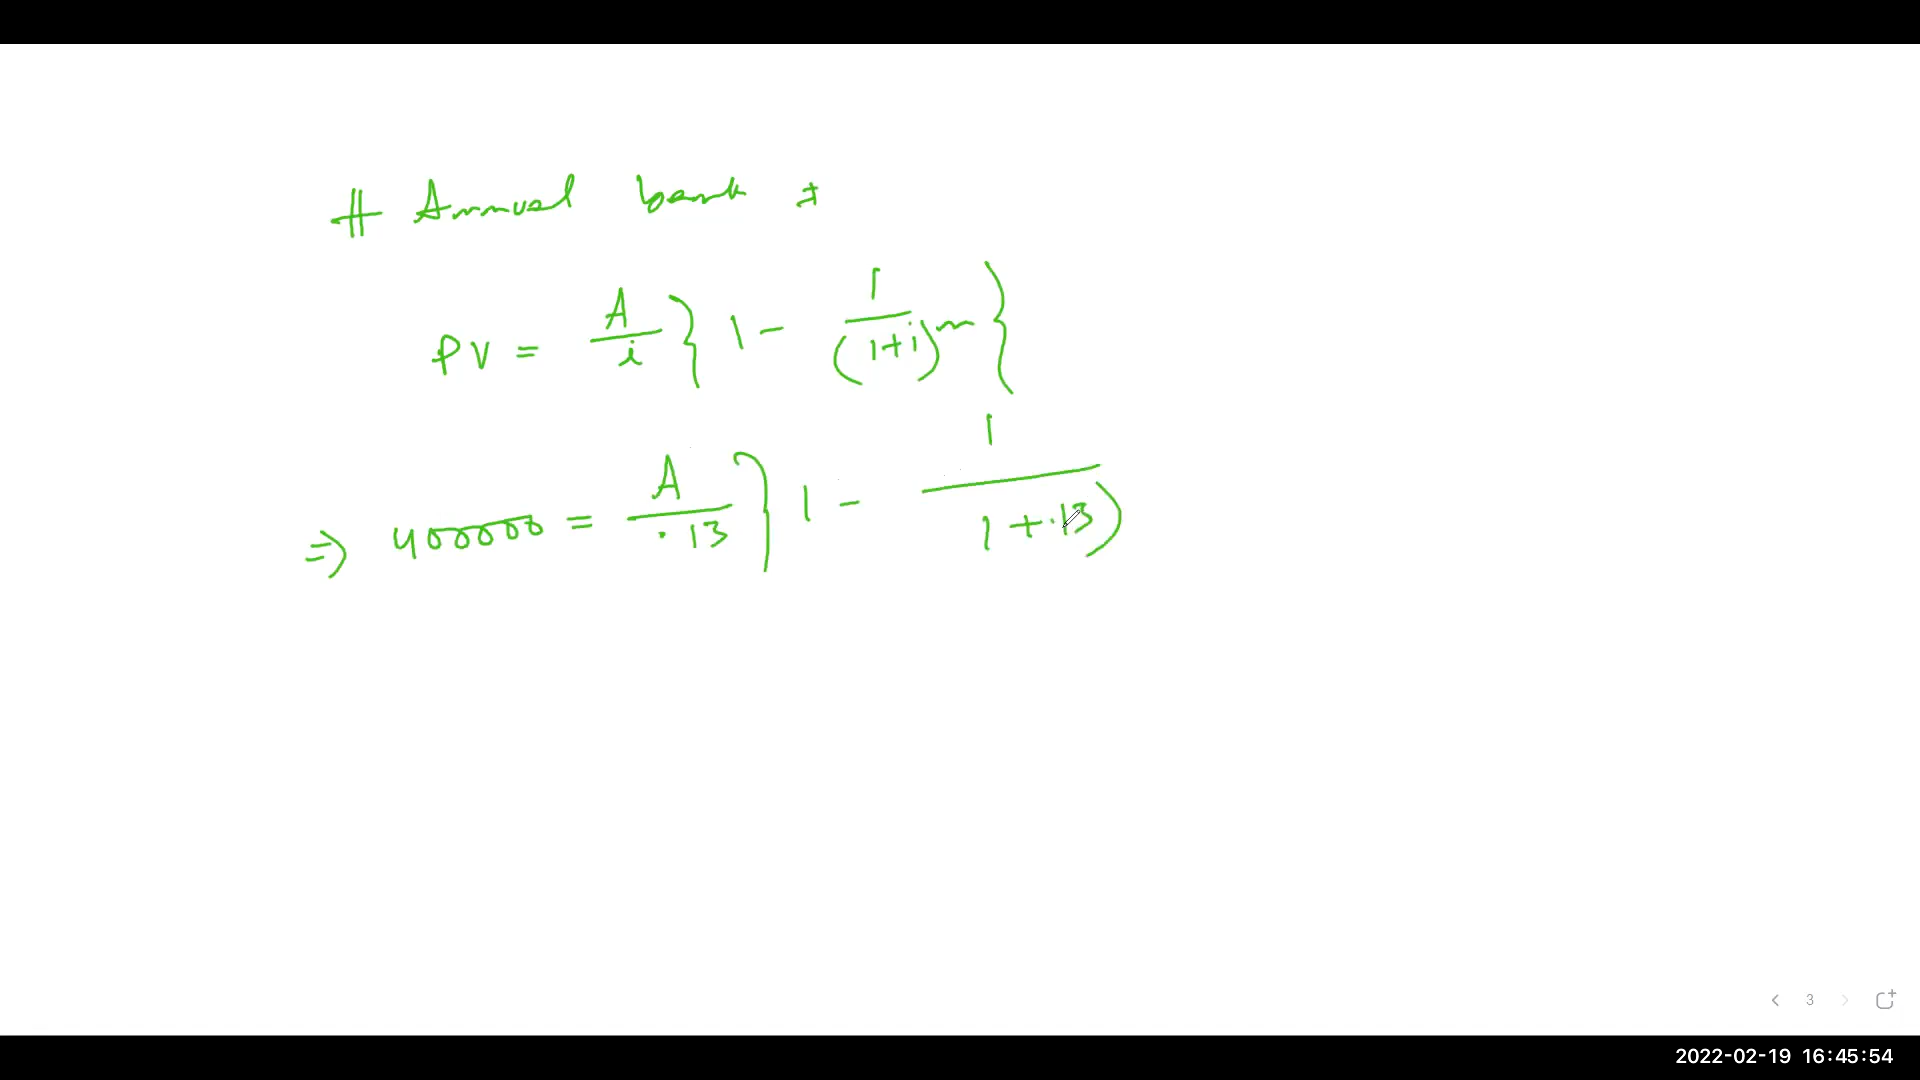 # Annual bank
PV = A/i { 1 - 1/(1+i)^n }
⇒ 400000 = A/.13 { 1 - 1/1+.13)
3
2022-02-19 16:45:54